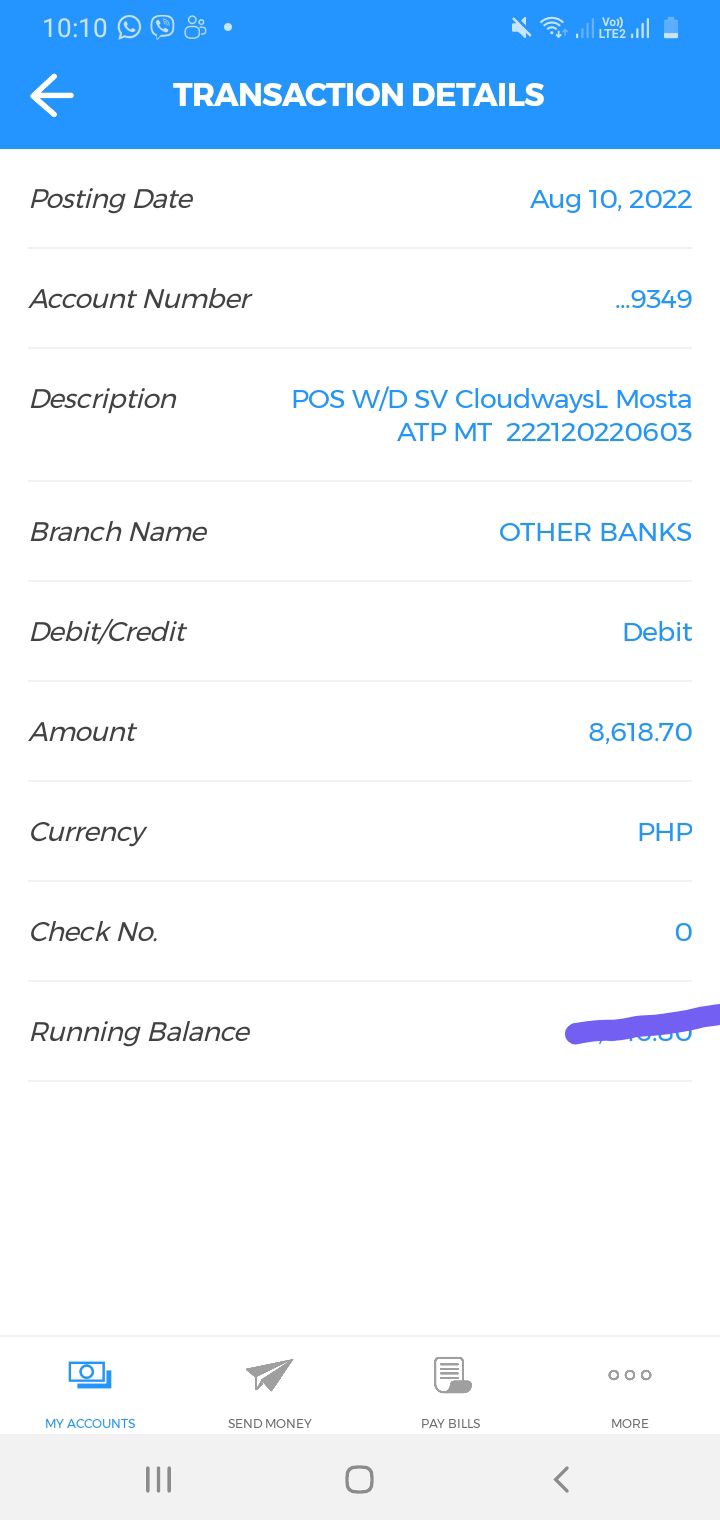 10:10
Vo))
LTE2
TRANSACTION DETAILS
Posting Date Aug 10, 2022
Account Number ...9349
Description POS W/D SV CloudwaysL Mosta
ATP MT 222120220603
Branch Name OTHER BANKS
Debit/Credit Debit
Amount 8,618.70
Currency PHP
Check No. 0
Running Balance
MY ACCOUNTS SEND MONEY PAY BILLS MORE